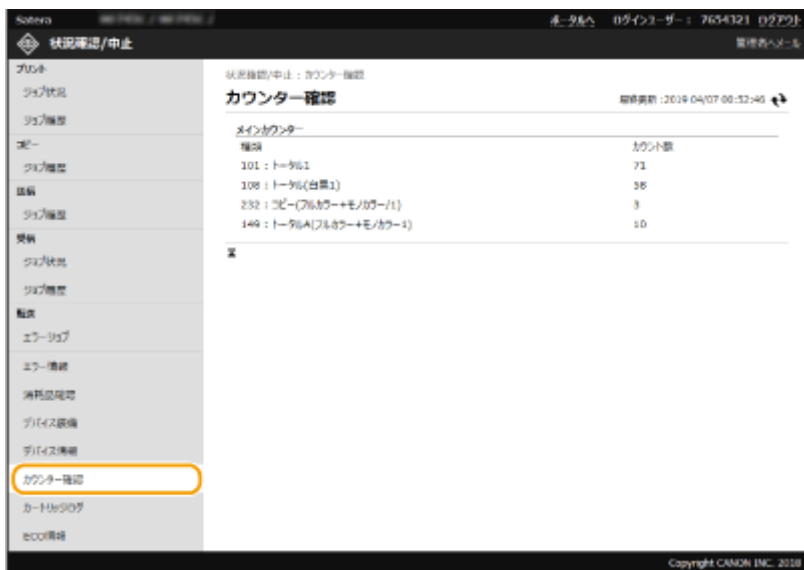 Satera
ポータルへ ログインユーザー: 7654321 ログアウト
状況確認/中止
管理者へメール
プリント
ジョブ状況
ジョブ履歴
コピー
ジョブ履歴
送信
ジョブ履歴
受信
ジョブ状況
ジョブ履歴
転送
エラージョブ
エラー情報
消耗品確認
デバイス装備
デバイス情報
カウンター確認
カートリッジログ
ECO情報
状況確認/中止 : カウンター確認
カウンター確認
最終更新 :2019 04/07 00:52:46
メインカウンター
種類 カウント数
101 : トータル1 71
108 : トータル(白黒1) 58
232 : コピー(フルカラー+モノカラー/1) 3
149 : トータルA(フルカラー+モノカラー1) 10
Copyright CANON INC. 2018